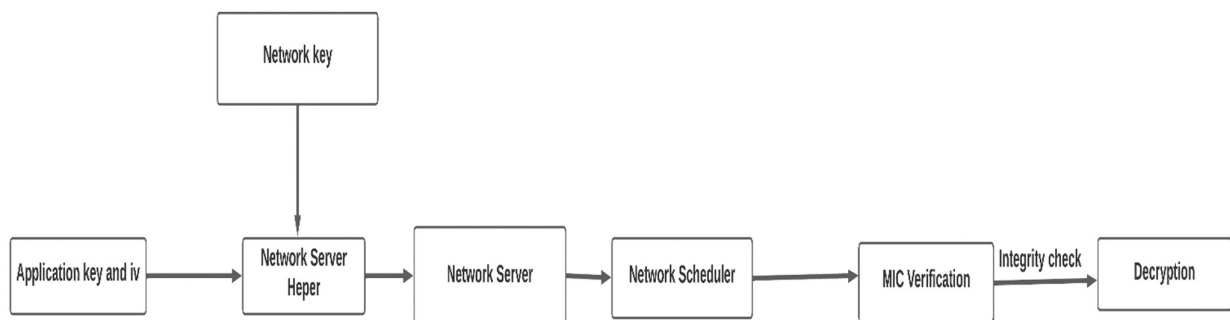 Network key
Application key and iv
Network Server
Heper
Network Server
Network Scheduler
MIC Verification
Integrity check
Decryption